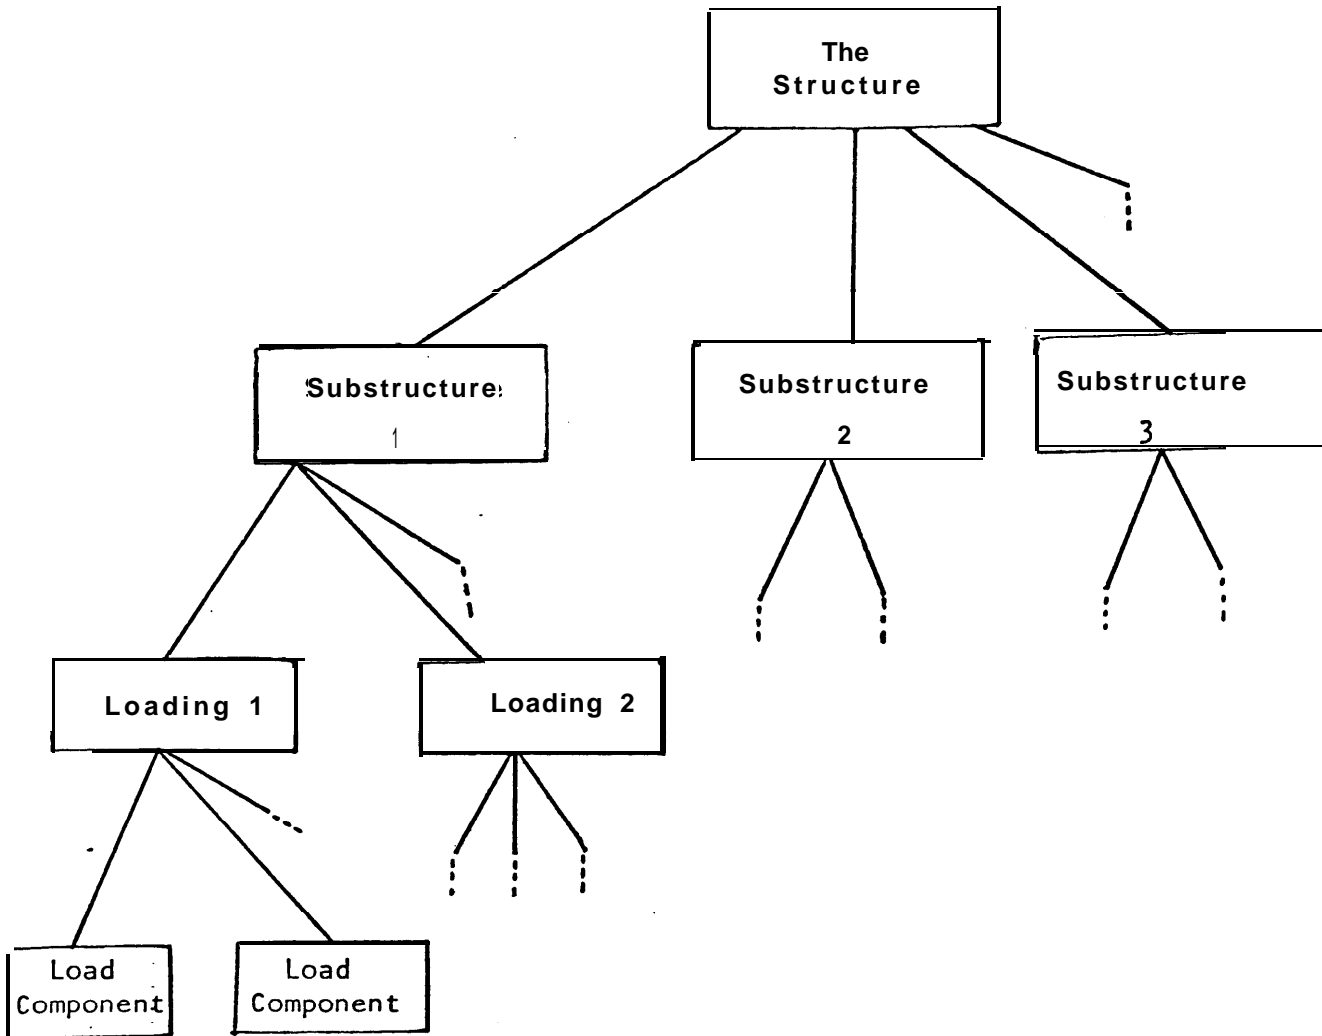 The
Structure
Substructure
1
Substructure
2
Substructure
3
Loading 1
Loading 2
Load
Component
Load
Component